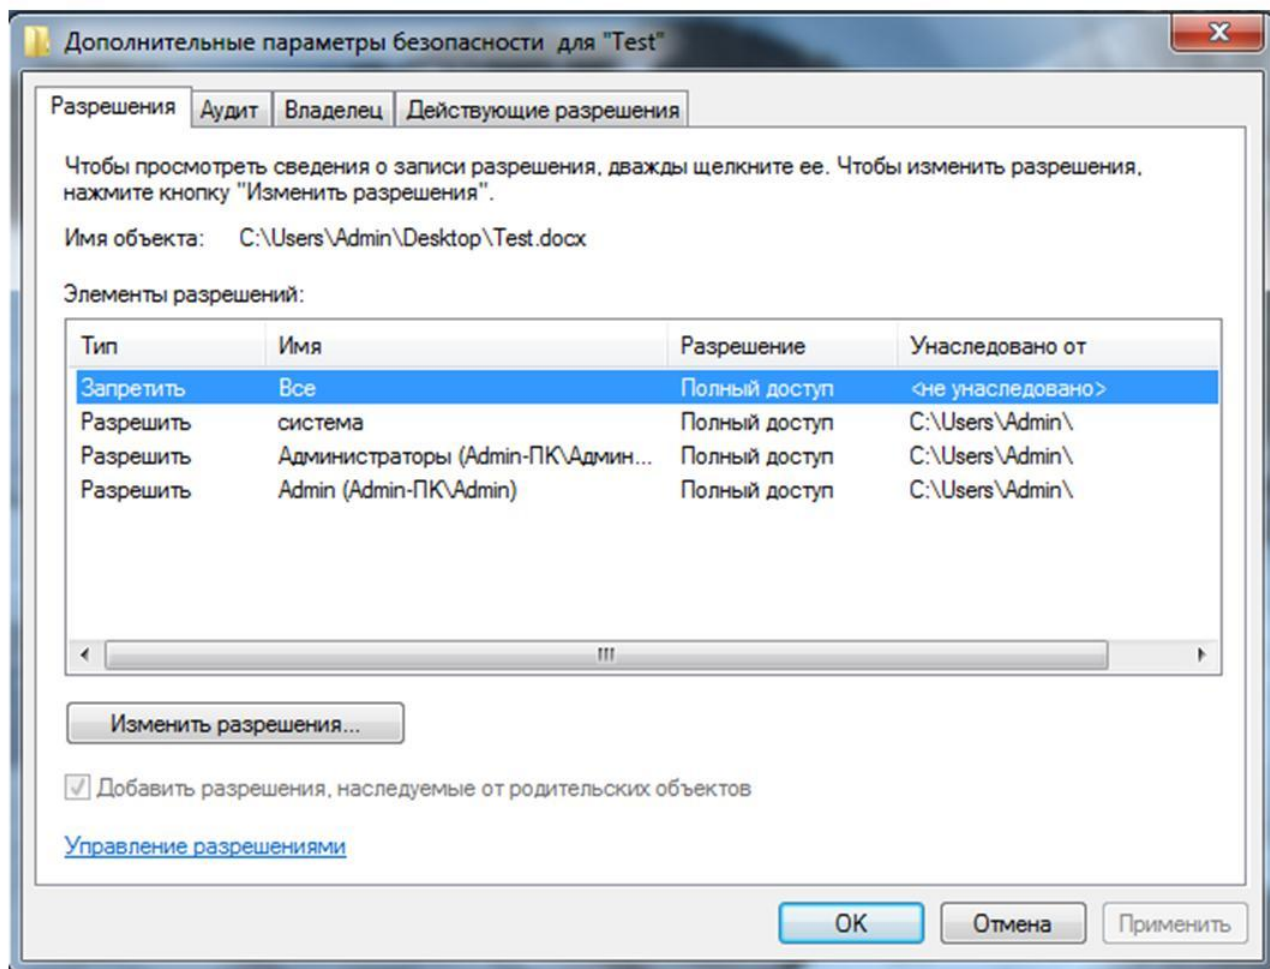 Дополнительные параметры безопасности для "Test"
Разрешения Аудит Владелец Действующие разрешения
Чтобы просмотреть сведения о записи разрешения, дважды щелкните ее. Чтобы изменить разрешения,
нажмите кнопку "Изменить разрешения".
Имя объекта: C:\Users\Admin\Desktop\Test.docx
Элементы разрешений:
Тип Имя Разрешение Унаследовано от
Запретить Все Полный доступ <не унаследовано>
Разрешить система Полный доступ C:\Users\Admin\
Разрешить Администраторы (Admin-ПК\Админ... Полный доступ C:\Users\Admin\
Разрешить Admin (Admin-ПК\Admin) Полный доступ C:\Users\Admin\
Изменить разрешения...
Добавить разрешения, наследуемые от родительских объектов
Управление разрешениями
OK Отмена Применить